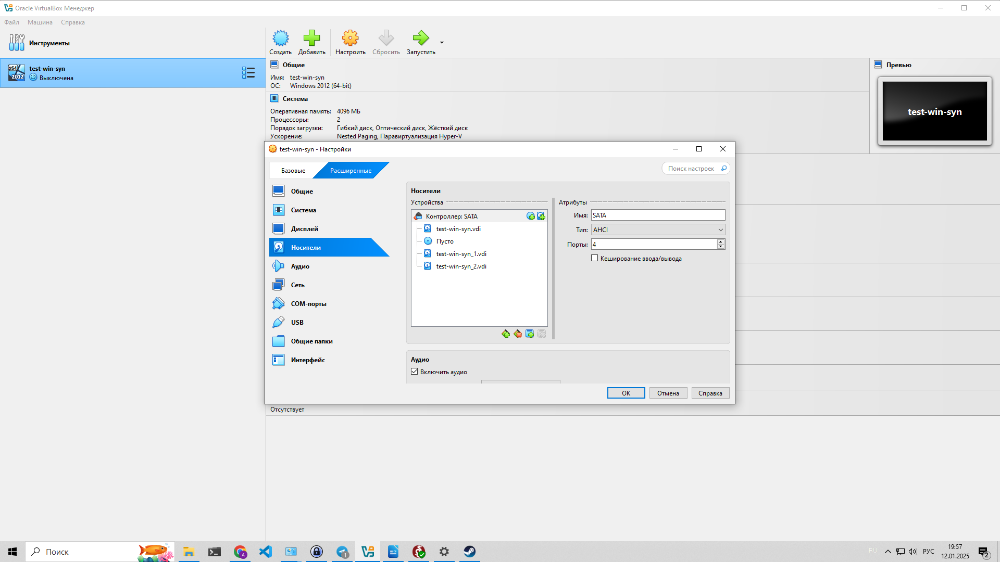 Oracle VirtualBox Менеджер
Файл Машина Справка
Инструменты
Создать Добавить Настроить Сбросить Запустить
x64
2012
test-win-syn
Выключена
Общие
Имя: test-win-syn
ОС: Windows 2012 (64-bit)
Превью
test-win-syn
Система
Оперативная память: 4096 МБ
Процессоры: 2
Порядок загрузки: Гибкий диск, Оптический диск, Жёсткий диск
Ускорение: Nested Paging, Паравиртуализация Hyper-V
test-win-syn - Настройки
Базовые Расширенные
Поиск настроек
Общие
Система
Дисплей
Носители
Аудио
Сеть
COM-порты
USB
Общие папки
Интерфейс
Носители
Устройства
Контроллер: SATA
test-win-syn.vdi
Пусто
test-win-syn_1.vdi
test-win-syn_2.vdi
Атрибуты
Имя: SATA
Тип: AHCI
Порты: 4
Кеширование ввода/вывода
Аудио
Включить аудио
OK Отмена Справка
Отсутствует
Поиск
A
1
RU
РУС
19:57
12.01.2025
2